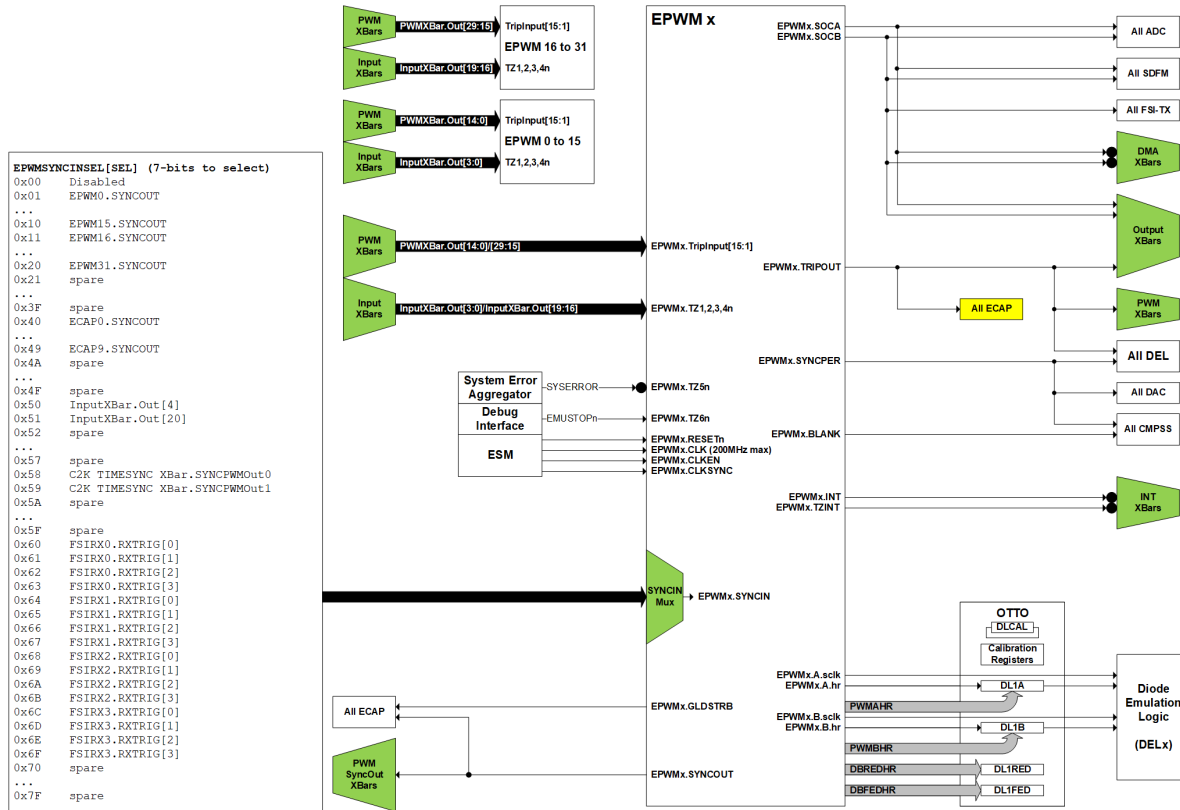 PWM
XBars
PWMXBar.Out[29:15]
TripInput[15:1]
EPWM 16 to 31
Input
XBars
InputXBar.Out[19:16]
TZ1,2,3,4n
PWM
XBars
PWMXBar.Out[14:0]
TripInput[15:1]
EPWM 0 to 15
Input
XBars
InputXBar.Out[3:0]
TZ1,2,3,4n
EPWMSYNCINSEL[SEL] (7-bits to select)
0x00 Disabled
0x01 EPWM0.SYNCOUT
...
0x10 EPWM15.SYNCOUT
0x11 EPWM16.SYNCOUT
...
0x20 EPWM31.SYNCOUT
0x21 spare
...
0x3F spare
0x40 ECAP0.SYNCOUT
...
0x49 ECAP9.SYNCOUT
0x4A spare
...
0x4F spare
0x50 InputXBar.Out[4]
0x51 InputXBar.Out[20]
0x52 spare
...
0x57 spare
0x58 C2K TIMESYNC XBar.SYNCPWMOut0
0x59 C2K TIMESYNC XBar.SYNCPWMOut1
0x5A spare
...
0x5F spare
0x60 FSIRX0.RXTRIG[0]
0x61 FSIRX0.RXTRIG[1]
0x62 FSIRX0.RXTRIG[2]
0x63 FSIRX0.RXTRIG[3]
0x64 FSIRX1.RXTRIG[0]
0x65 FSIRX1.RXTRIG[1]
0x66 FSIRX1.RXTRIG[2]
0x67 FSIRX1.RXTRIG[3]
0x68 FSIRX2.RXTRIG[0]
0x69 FSIRX2.RXTRIG[1]
0x6A FSIRX2.RXTRIG[2]
0x6B FSIRX2.RXTRIG[3]
0x6C FSIRX3.RXTRIG[0]
0x6D FSIRX3.RXTRIG[1]
0x6E FSIRX3.RXTRIG[2]
0x6F FSIRX3.RXTRIG[3]
0x70 spare
...
0x7F spare
PWM
XBars
PWMXBar.Out[14:0]/[29:15]
Input
XBars
InputXBar.Out[3:0]/InputXBar.Out[19:16]
System Error
Aggregator
SYSERROR
Debug
Interface
EMUSTOPn
ESM
All ECAP
PWM
SyncOut
XBars
EPWM x
EPWMx.TripInput[15:1]
EPWMx.TZ1,2,3,4n
EPWMx.TZ5n
EPWMx.TZ6n
EPWMx.RESETn
EPWMx.CLK (200MHz max)
EPWMx.CLKEN
EPWMx.CLKSYNC
SYNCIN
Mux
EPWMx.SYNCIN
EPWMx.GLDSTRB
EPWMx.SYNCOUT
EPWMx.SOCA
EPWMx.SOCB
EPWMx.TRIPOUT
EPWMx.SYNCPER
EPWMx.BLANK
EPWMx.INT
EPWMx.TZINT
EPWMx.A.sclk
EPWMx.A.hr
EPWMx.B.sclk
EPWMx.B.hr
PWMAHR
PWMBHR
DBREDHR
DBFEDHR
All ADC
All SDFM
All FSI-TX
DMA
XBars
Output
XBars
All ECAP
PWM
XBars
All DEL
All DAC
All CMPSS
INT
XBars
OTTO
DLCAL
Calibration
Registers
DL1A
DL1B
DL1RED
DL1FED
Diode
Emulation
Logic
(DELx)